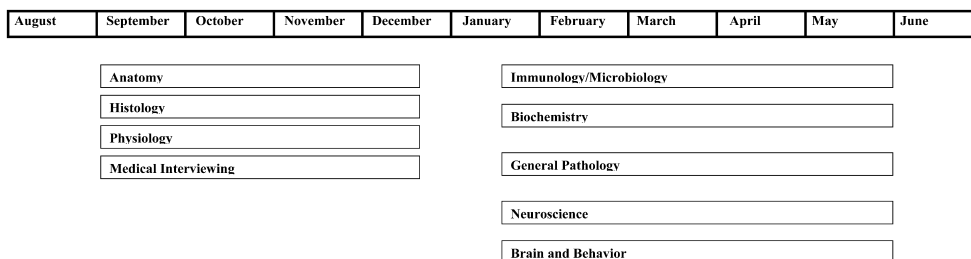 August September October November December January February March April May June
Anatomy
Histology
Physiology
Medical Interviewing
Immunology/Microbiology
Biochemistry
General Pathology
Neuroscience
Brain and Behavior